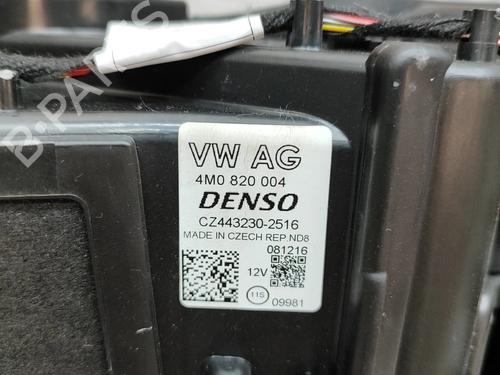 B-PARTS
VW AG
4M0 820 004
DENSO
CZ443230-2516
MADE IN CZECH REP.ND8
081216
12V
11S
09981